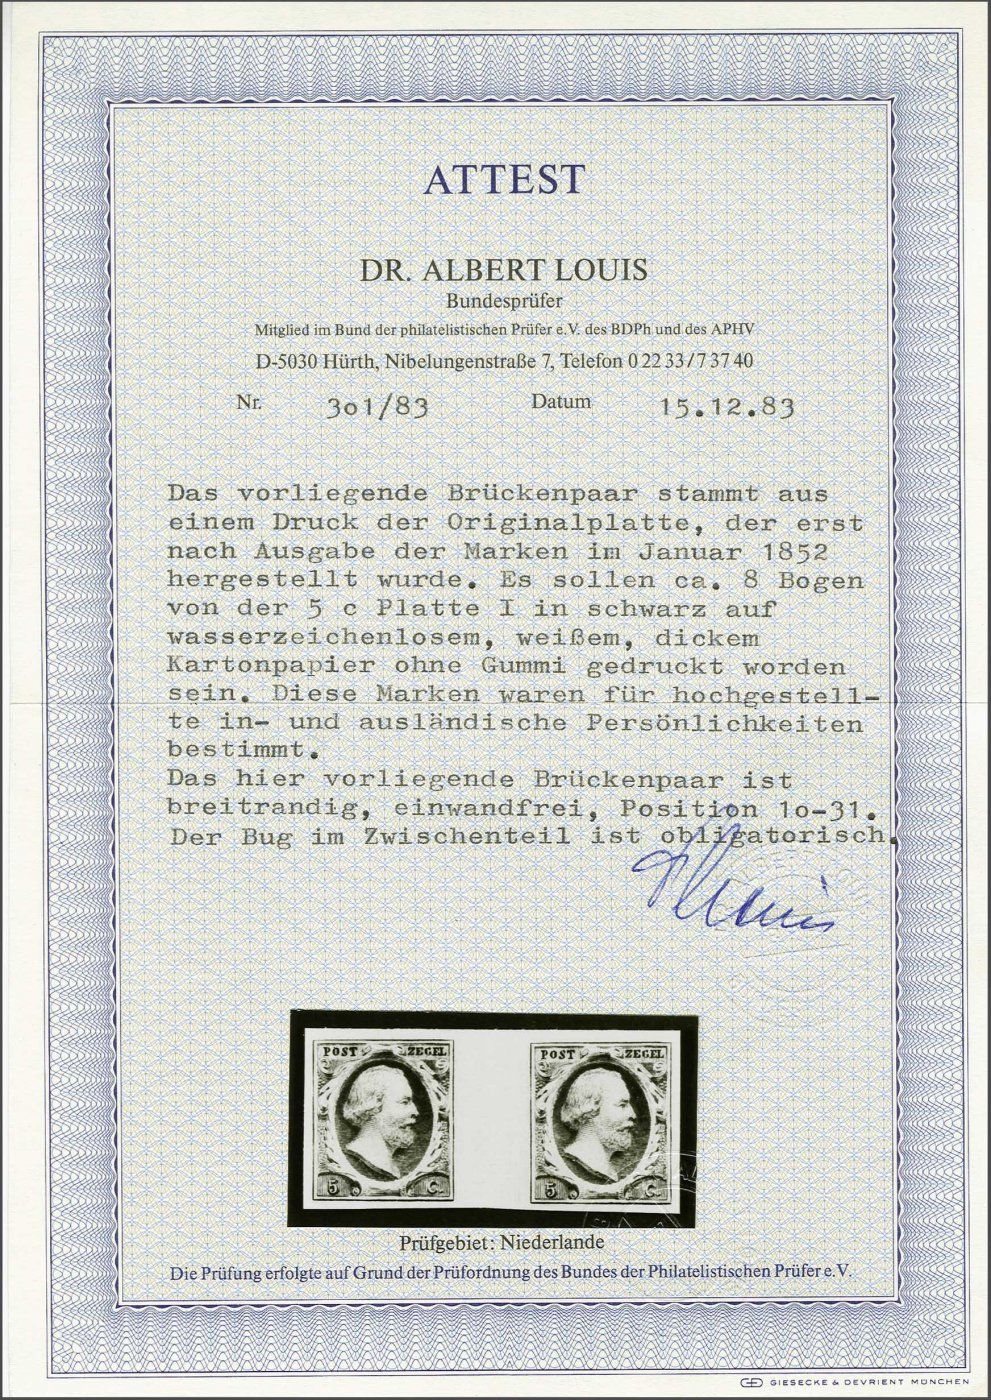 ATTEST
DR. ALBERT LOUIS
Bundesprüfer
Mitglied im Bund der philatelistischen Prüfer e.V. des BDPh und des APHV
D-5030 Hürth, Nibelungenstraße 7, Telefon 0 22 33/7 37 40
Nr. 3o1/83 Datum 15.12.83
Das vorliegende Brückenpaar stammt aus
einem Druck der Originalplatte, der erst
nach Ausgabe der Marken im Januar 1852
hergestellt wurde. Es sollen ca. 8 Bogen
von der 5 c Platte I in schwarz auf
wasserzeichenlosem, weißem, dickem
Kartonpapier ohne Gummi gedruckt worden
sein. Diese Marken waren für hochgestell-
te in- und ausländische Persönlichkeiten
bestimmt.
Das hier vorliegende Brückenpaar ist
breitrandig, einwandfrei, Position 1o-31.
Der Bug im Zwischenteil ist obligatorisch.
POST ZEGEL POST ZEGEL
5 C. 5 C.
Prüfgebiet: Niederlande
Die Prüfung erfolgte auf Grund der Prüfordnung des Bundes der Philatelistischen Prüfer e.V.
GIESECKE & DEVRIENT MÜNCHEN